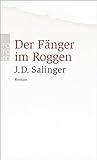 Der Fänger
im Roggen
J.D. Salinger
Roman